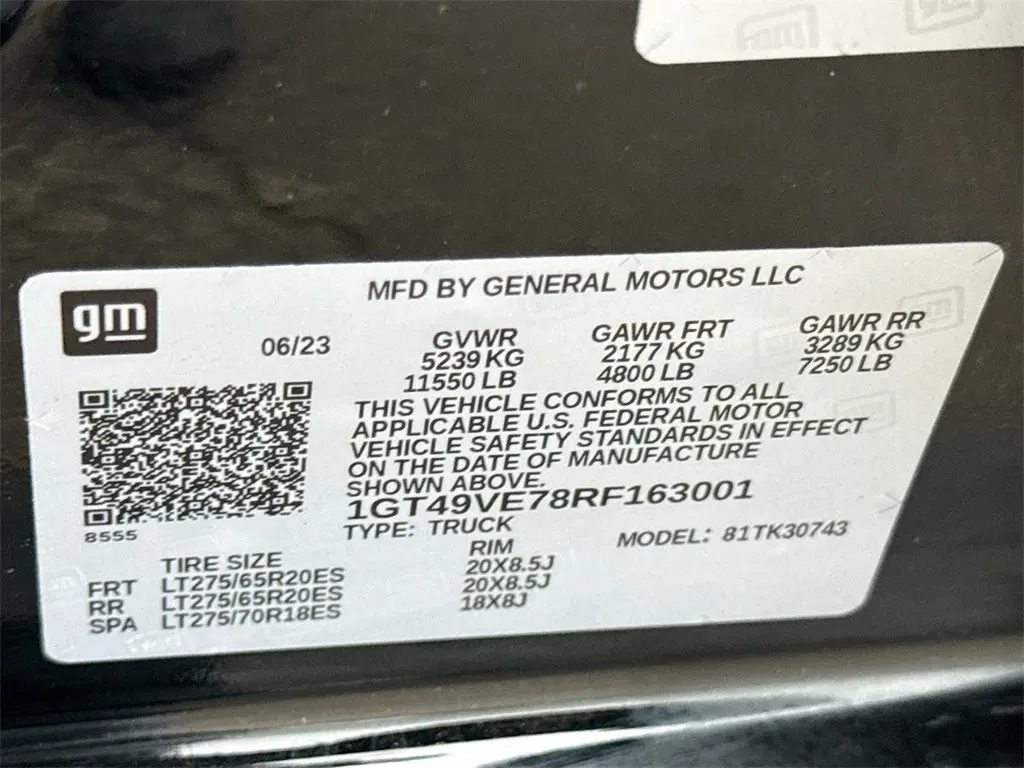 gm
gm
gm
MFD BY GENERAL MOTORS LLC
06/23
GVWR
5239 KG
11550 LB
GAWR FRT
2177 KG
4800 LB
GAWR RR
3289 KG
7250 LB
THIS VEHICLE CONFORMS TO ALL
APPLICABLE U.S. FEDERAL MOTOR
VEHICLE SAFETY STANDARDS IN EFFECT
ON THE DATE OF MANUFACTURE
SHOWN ABOVE.
1GT49VE78RF163001
TYPE: TRUCK
MODEL: 81TK30743
8555
TIRE SIZE RIM
FRT LT275/65R20ES 20X8.5J
RR LT275/65R20ES 20X8.5J
SPA LT275/70R18ES 18X8J